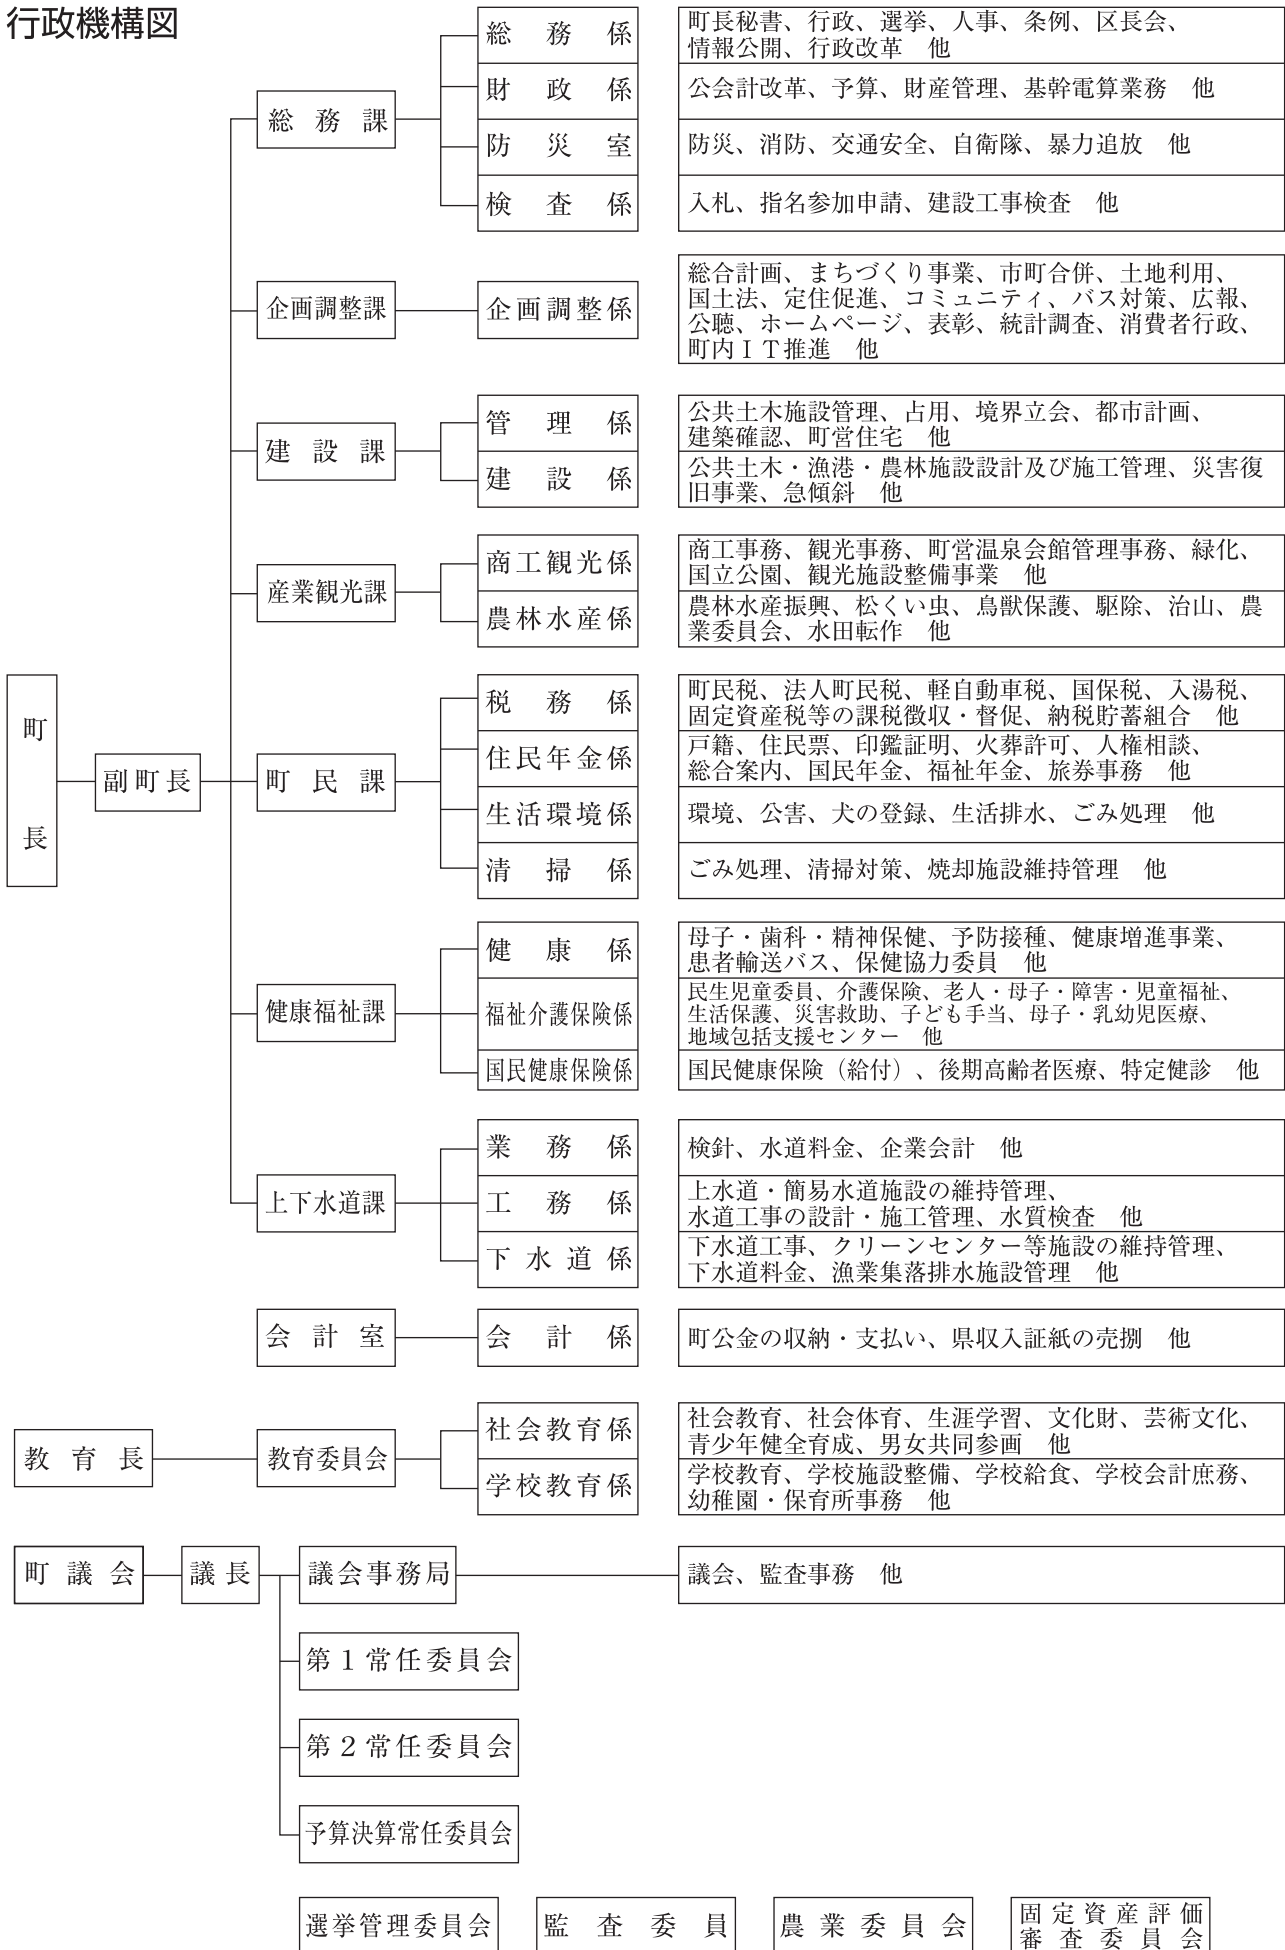 行政機構図
総務係
町長秘書、行政、選挙、人事、条例、区長会、
情報公開、行政改革　他
財政係
公会計改革、予算、財産管理、基幹電算業務　他
総務課
防災室
防災、消防、交通安全、自衛隊、暴力追放　他
検査係
入札、指名参加申請、建設工事検査　他
企画調整課
企画調整係
総合計画、まちづくり事業、市町合併、土地利用、
国土法、定住促進、コミュニティ、バス対策、広報、
公聴、ホームページ、表彰、統計調査、消費者行政、
町内ＩＴ推進　他
建設課
管理係
公共土木施設管理、占用、境界立会、都市計画、
建築確認、町営住宅　他
建設係
公共土木・漁港・農林施設設計及び施工管理、災害復
旧事業、急傾斜　他
産業観光課
商工観光係
商工事務、観光事務、町営温泉会館管理事務、緑化、
国立公園、観光施設整備事業　他
農林水産係
農林水産振興、松くい虫、鳥獣保護、駆除、治山、農
業委員会、水田転作　他
町長
副町長
町民課
税務係
町民税、法人町民税、軽自動車税、国保税、入湯税、
固定資産税等の課税徴収・督促、納税貯蓄組合　他
住民年金係
戸籍、住民票、印鑑証明、火葬許可、人権相談、
総合案内、国民年金、福祉年金、旅券事務　他
生活環境係
環境、公害、犬の登録、生活排水、ごみ処理　他
清掃係
ごみ処理、清掃対策、焼却施設維持管理　他
健康福祉課
健康係
母子・歯科・精神保健、予防接種、健康増進事業、
患者輸送バス、保健協力委員　他
福祉介護保険係
民生児童委員、介護保険、老人・母子・障害・児童福祉、
生活保護、災害救助、子ども手当、母子・乳幼児医療、
地域包括支援センター　他
国民健康保険係
国民健康保険（給付）、後期高齢者医療、特定健診　他
上下水道課
業務係
検針、水道料金、企業会計　他
工務係
上水道・簡易水道施設の維持管理、
水道工事の設計・施工管理、水質検査　他
下水道係
下水道工事、クリーンセンター等施設の維持管理、
下水道料金、漁業集落排水施設管理　他
会計室
会計係
町公金の収納・支払い、県収入証紙の売捌　他
教育長
教育委員会
社会教育係
社会教育、社会体育、生涯学習、文化財、芸術文化、
青少年健全育成、男女共同参画　他
学校教育係
学校教育、学校施設整備、学校給食、学校会計庶務、
幼稚園・保育所事務　他
町議会
議長
議会事務局
議会、監査事務　他
第１常任委員会
第２常任委員会
予算決算常任委員会
選挙管理委員会
監査委員
農業委員会
固定資産評価
審査委員会